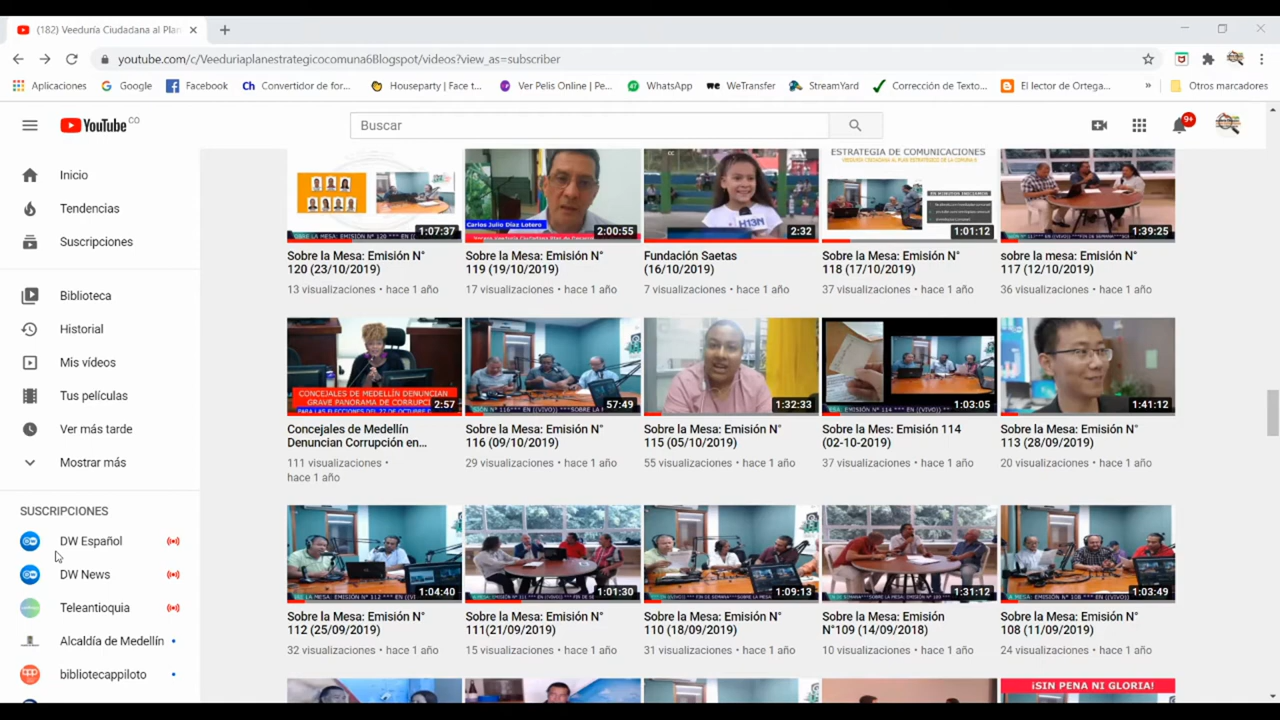 (182) Veeduría Ciudadana al Plan
youtube.com/c/Veeduriaplanestrategicocomuna6Blogspot/videos?view_as=subscriber
Aplicaciones Google Facebook Ch Convertidor de for... Houseparty | Face t... Ver Pelis Online | Pe... WhatsApp we WeTransfer StreamYard Corrección de Texto... El lector de Ortega... » Otros marcadores
YouTube CO Buscar 9+
Inicio
Tendencias
Suscripciones
Biblioteca
Historial
Mis vídeos
Tus películas
Ver más tarde
Mostrar más
SUSCRIPCIONES
DW Español
DW News
Teleantioquia
Alcaldía de Medellín
bibliotecappiloto
ESTRATEGIA DE COMUNICACIONES
VEEDURÍA CIUDADANA AL PLAN ESTRATEGICO DE LA COMUNA 6
Carlos Julio Díaz Lotero
1:07:37 2:00:55 2:32 1:01:12 1:39:25
Sobre la Mesa: Emisión N°
120 (23/10/2019)
13 visualizaciones • hace 1 año
Sobre la Mesa: Emisión N°
119 (19/10/2019)
17 visualizaciones • hace 1 año
Fundación Saetas
(16/10/2019)
7 visualizaciones • hace 1 año
Sobre la Mesa: Emisión N°
118 (17/10/2019)
37 visualizaciones • hace 1 año
sobre la mesa: Emisión N°
117 (12/10/2019)
36 visualizaciones • hace 1 año
CONCEJALES DE MEDELLÍN DENUNCIAN
GRAVE PANORAMA DE CORRUPCI
2:57 57:49 1:32:33 1:03:05 1:41:12
Concejales de Medellín
Denuncian Corrupción en...
111 visualizaciones •
hace 1 año
Sobre la Mesa: Emisión N°
116 (09/10/2019)
29 visualizaciones • hace 1 año
Sobre la Mesa: Emisión N°
115 (05/10/2019)
55 visualizaciones • hace 1 año
Sobre la Mes: Emisión 114
(02-10-2019)
37 visualizaciones • hace 1 año
Sobre la Mesa: Emisión N°
113 (28/09/2019)
20 visualizaciones • hace 1 año
1:04:40 1:01:30 1:09:13 1:31:12 1:03:49
Sobre la Mesa: Emisión N°
112 (25/09/2019)
32 visualizaciones • hace 1 año
Sobre la Mesa: Emisión N°
111(21/09/2019)
15 visualizaciones • hace 1 año
Sobre la Mesa: Emisión N°
110 (18/09/2019)
31 visualizaciones • hace 1 año
Sobre la Mesa: Emisión
N°109 (14/09/2018)
10 visualizaciones • hace 1 año
Sobre la Mesa: Emisión N°
108 (11/09/2019)
24 visualizaciones • hace 1 año
¡SIN PENA NI GLORIA!